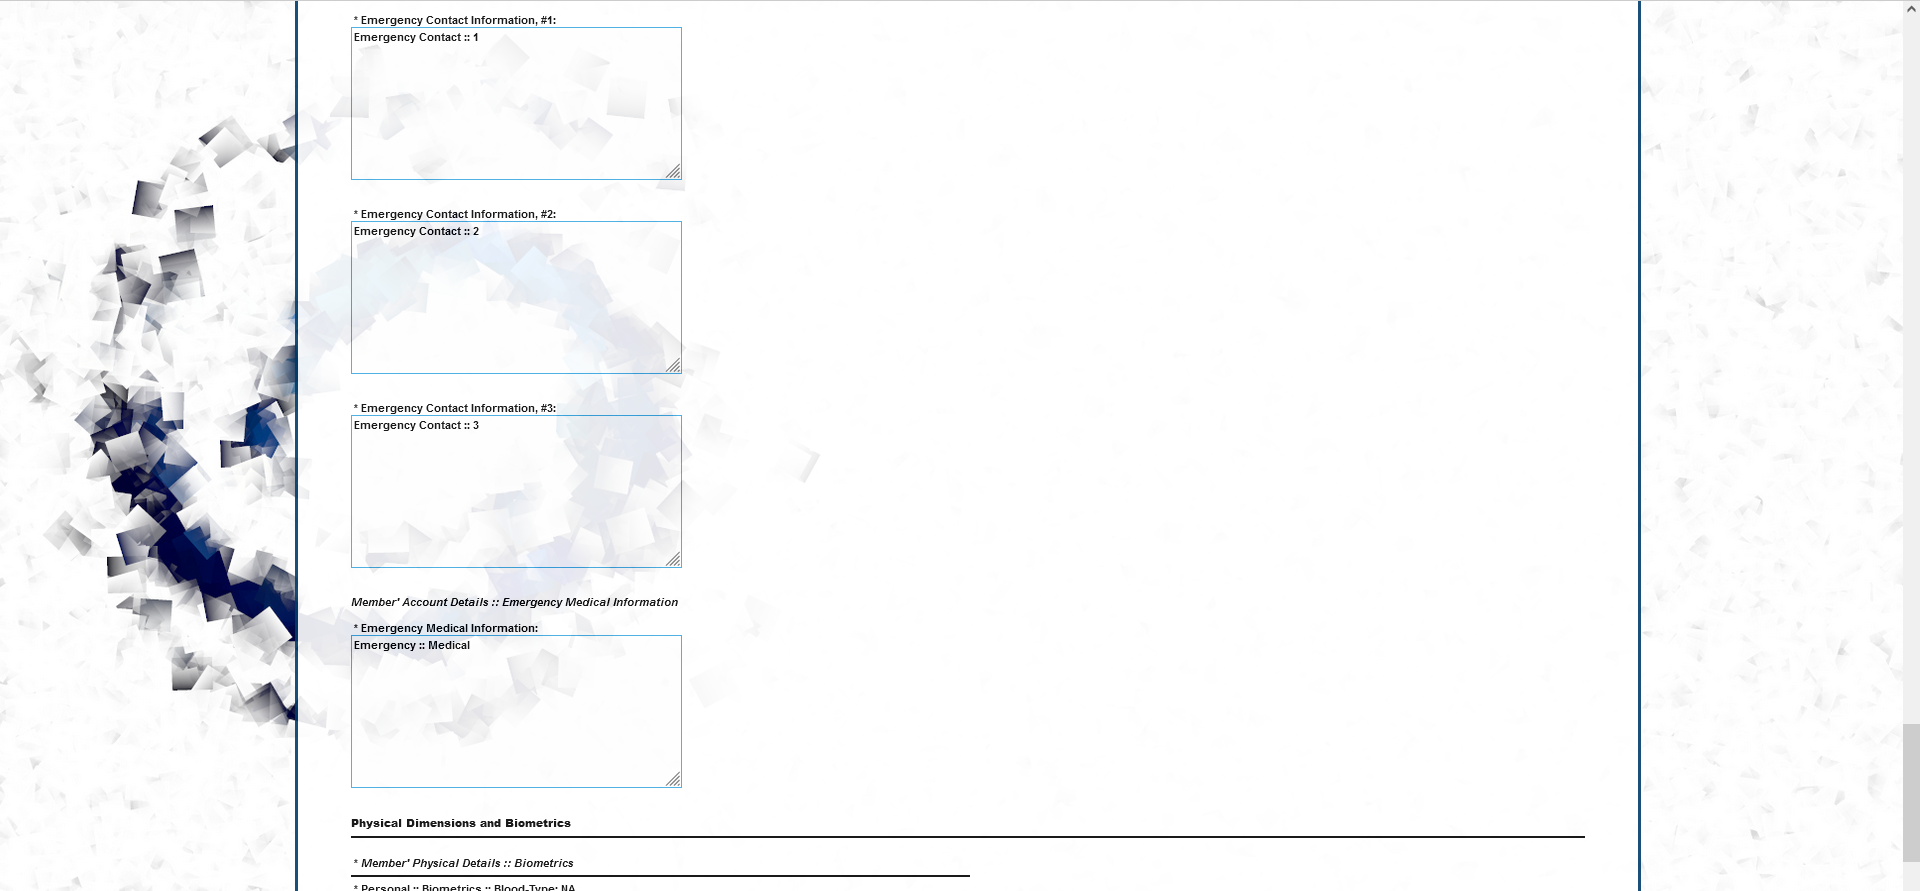 * Emergency Contact Information, #1:
Emergency Contact :: 1
* Emergency Contact Information, #2:
Emergency Contact :: 2
* Emergency Contact Information, #3:
Emergency Contact :: 3
Member' Account Details :: Emergency Medical Information
* Emergency Medical Information:
Emergency :: Medical
Physical Dimensions and Biometrics
* Member' Physical Details :: Biometrics
* Personal :: Biometrics :: Blood-Type: NA